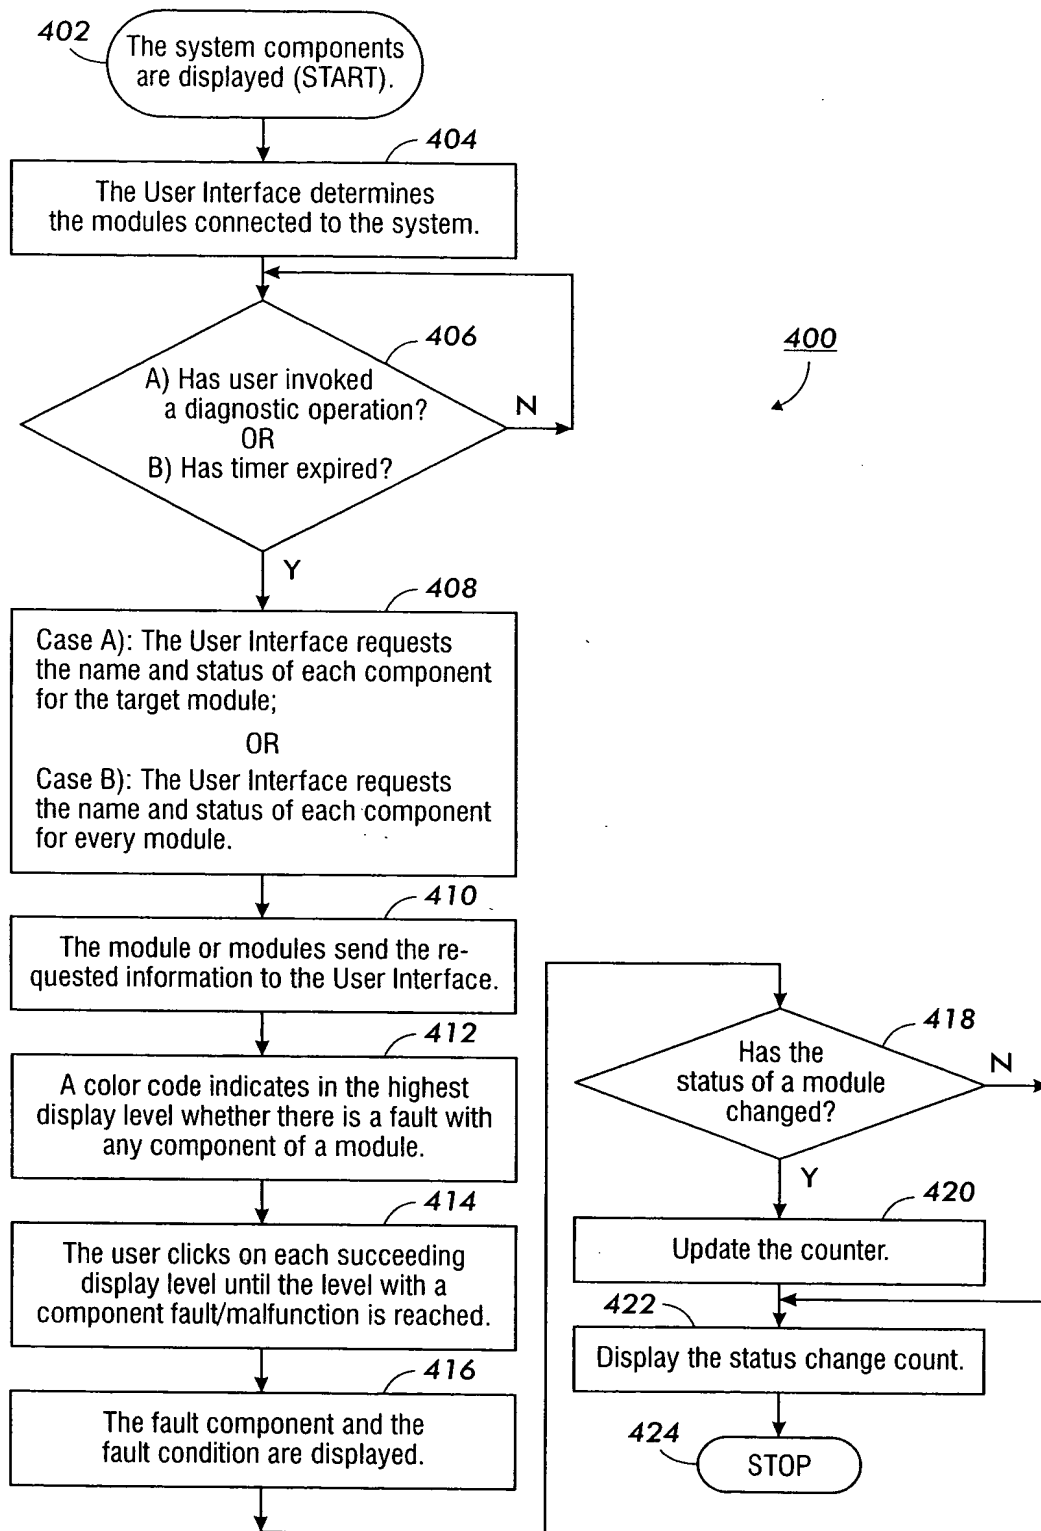 402
The system components
are displayed (START).
404
The User Interface determines
the modules connected to the system.
406
A) Has user invoked
a diagnostic operation?
OR
B) Has timer expired?
N
400
Y
408
Case A): The User Interface requests
the name and status of each component
for the target module;
OR
Case B): The User Interface requests
the name and status of each component
for every module.
410
The module or modules send the re-
quested information to the User Interface.
412
A color code indicates in the highest
display level whether there is a fault with
any component of a module.
414
The user clicks on each succeeding
display level until the level with a
component fault/malfunction is reached.
416
The fault component and the
fault condition are displayed.
418
Has the
status of a module
changed?
N
Y
420
Update the counter.
422
Display the status change count.
424
STOP